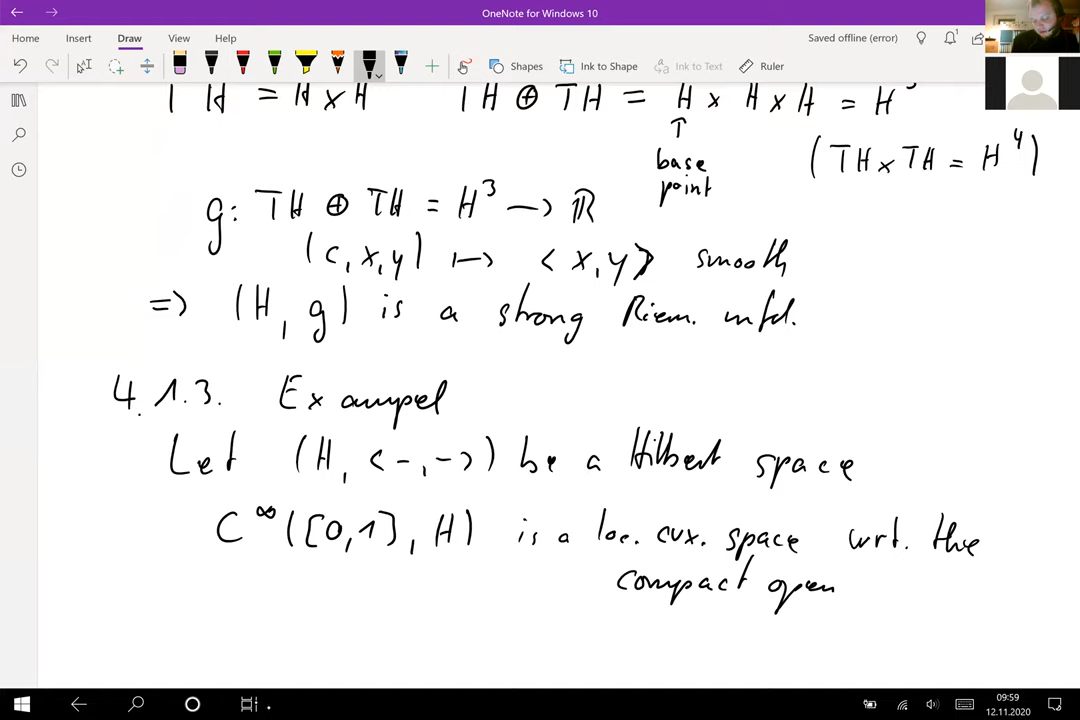 OneNote for Windows 10
Home Insert Draw View Help Saved offline (error)
Shapes Ink to Shape Ink to Text Ruler
TH = H × H TH ⊕ TH = H × H × H = H³
↑
base
point
(TH × TH = H⁴)
g: TH ⊕ TH = H³ → ℝ
(c, x, y) ↦ < x, y > smooth
=> (H, g) is a strong Riem. mfd.
4.1.3. Exampel
Let (H, <-,->) be a Hilbert space
C^∞([0,1], H) is a loc. cvx. space wrt. the
compact open
09:59
12.11.2020